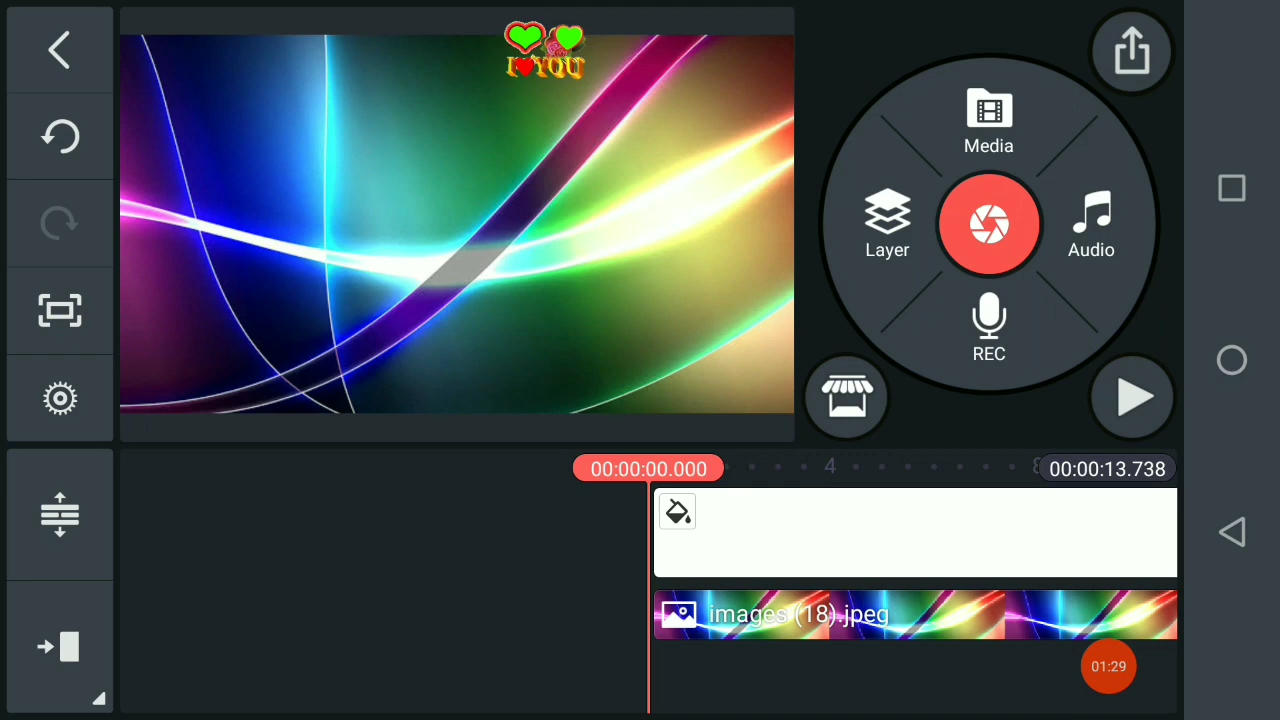 I ❤ YOU
Media
Layer
Audio
REC
00:00:00.000
4
8
00:00:13.738
images (18).jpeg
01:29